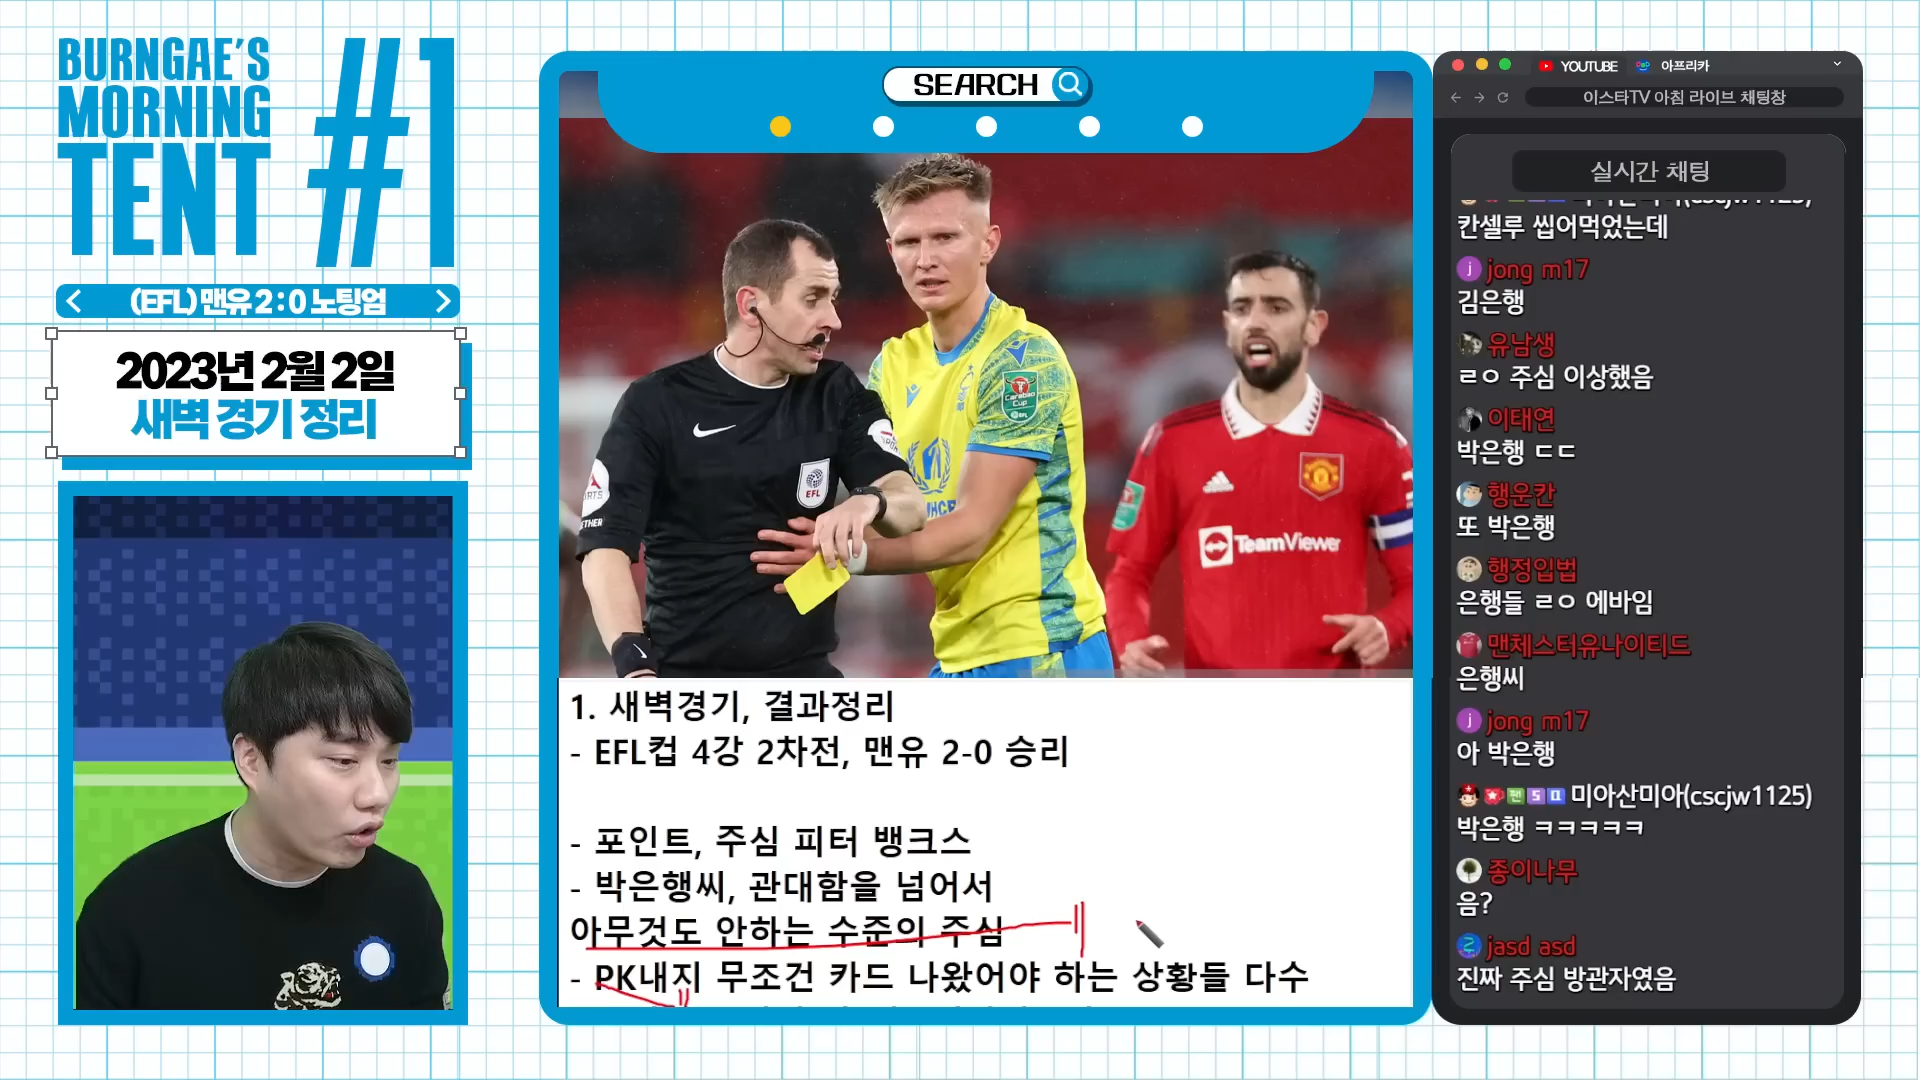 BURNGAE'S
MORNING
TENT
#1
(EFL) 맨유 2 : 0 노팅엄
2023년 2월 2일
새벽 경기 정리
SEARCH
EFL
Carabao
Cup
TeamViewer
1. 새벽경기, 결과정리
- EFL컵 4강 2차전, 맨유 2-0 승리
- 포인트, 주심 피터 뱅크스
- 박은행씨, 관대함을 넘어서
아무것도 안하는 수준의 주심
- PK내지 무조건 카드 나왔어야 하는 상황들 다수
YOUTUBE
아프리카
이스타TV 아침 라이브 채팅창
실시간 채팅
미아산미아(cscjw1125)
칸셀루 씹어먹었는데
j jong m17
김은행
유남생
ㄹㅇ 주심 이상했음
이태연
박은행 ㄷㄷ
행운칸
또 박은행
행정입법
은행들 ㄹㅇ 에바임
맨체스터유나이티드
은행씨
j jong m17
아 박은행
팬 미아산미아(cscjw1125)
박은행 ㅋㅋㅋㅋㅋ
종이나무
음?
jasd asd
진짜 주심 방관자였음